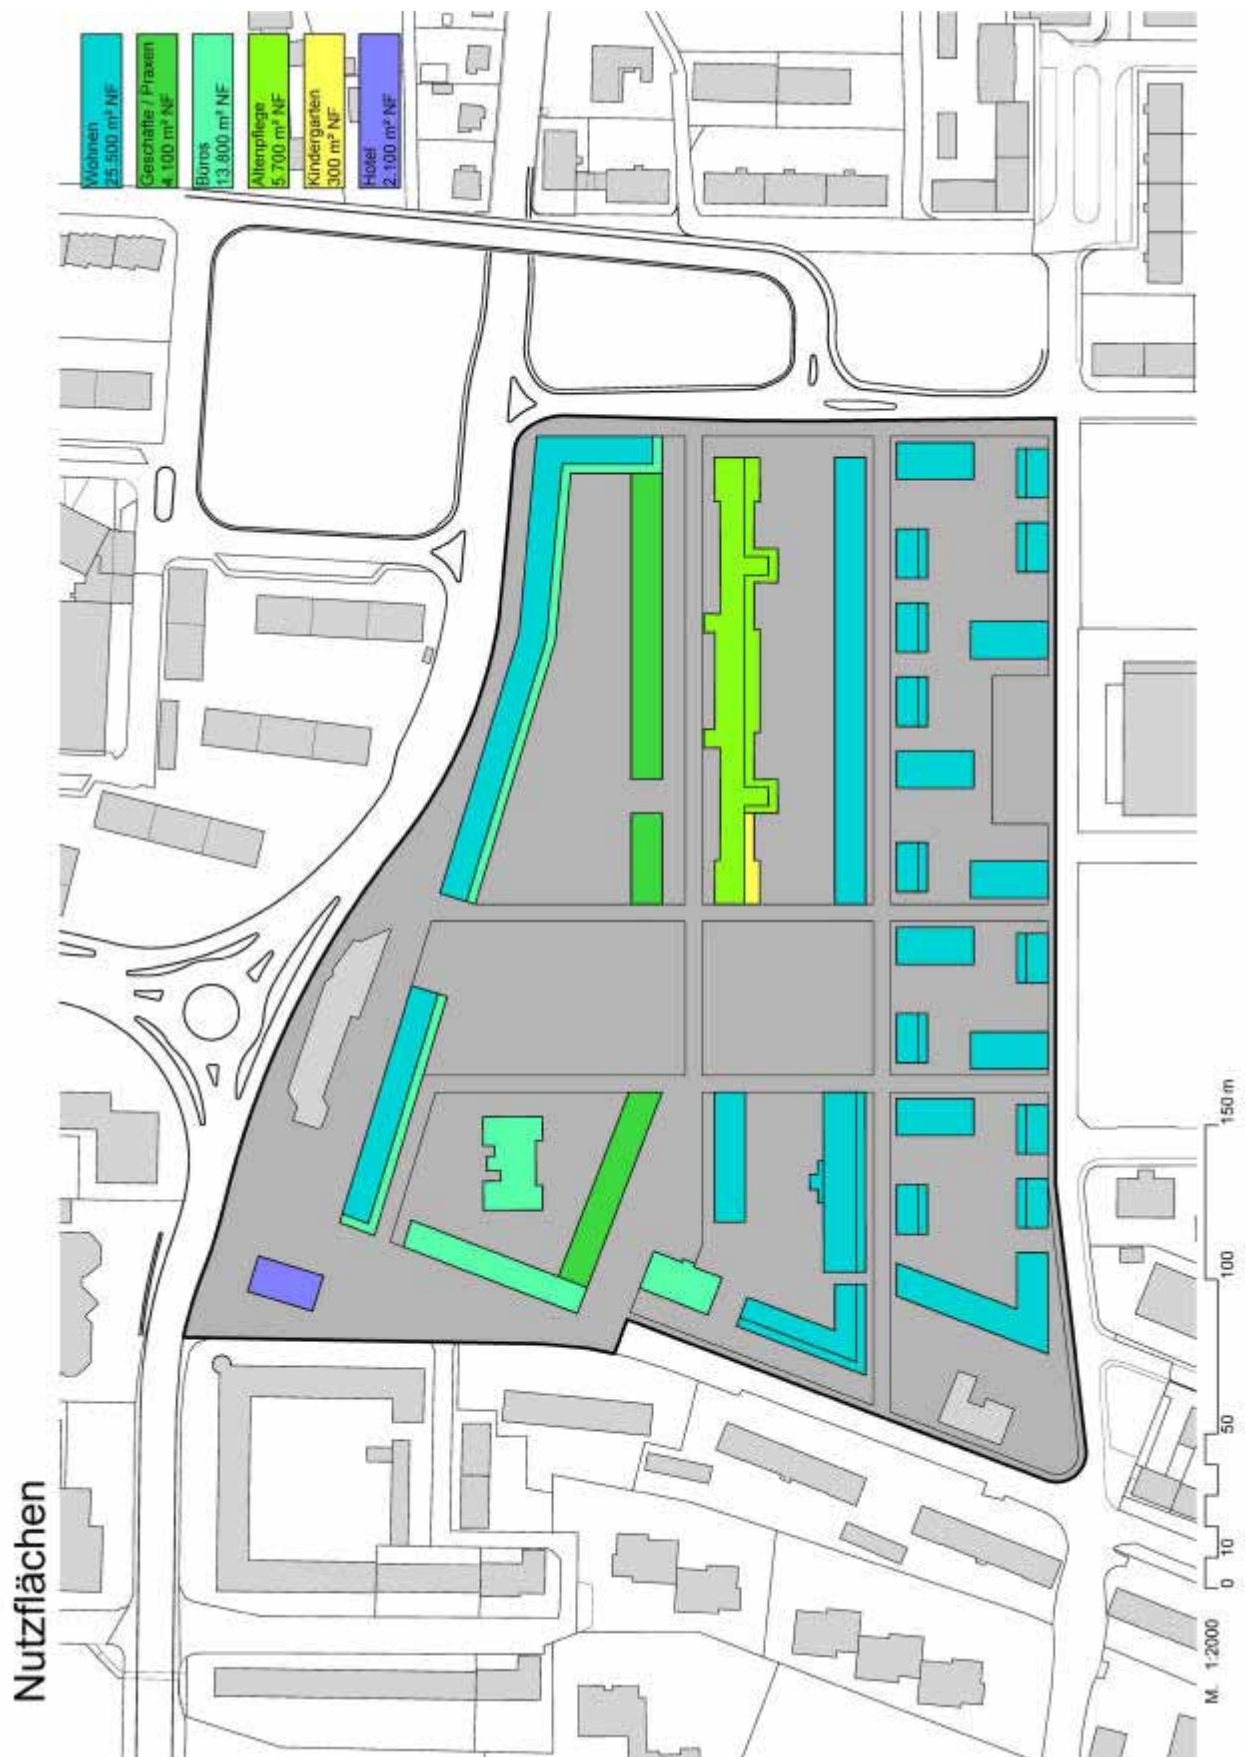 Nutzflächen
Wohnen
25.500 m² NF
Geschäfte / Praxen
4.100 m² NF
Büros
13.800 m² NF
Altenpflege
5.700 m² NF
Kindergarten
300 m² NF
Hotel
2.100 m² NF
M. 1:2000
0 10 50 100 150 m